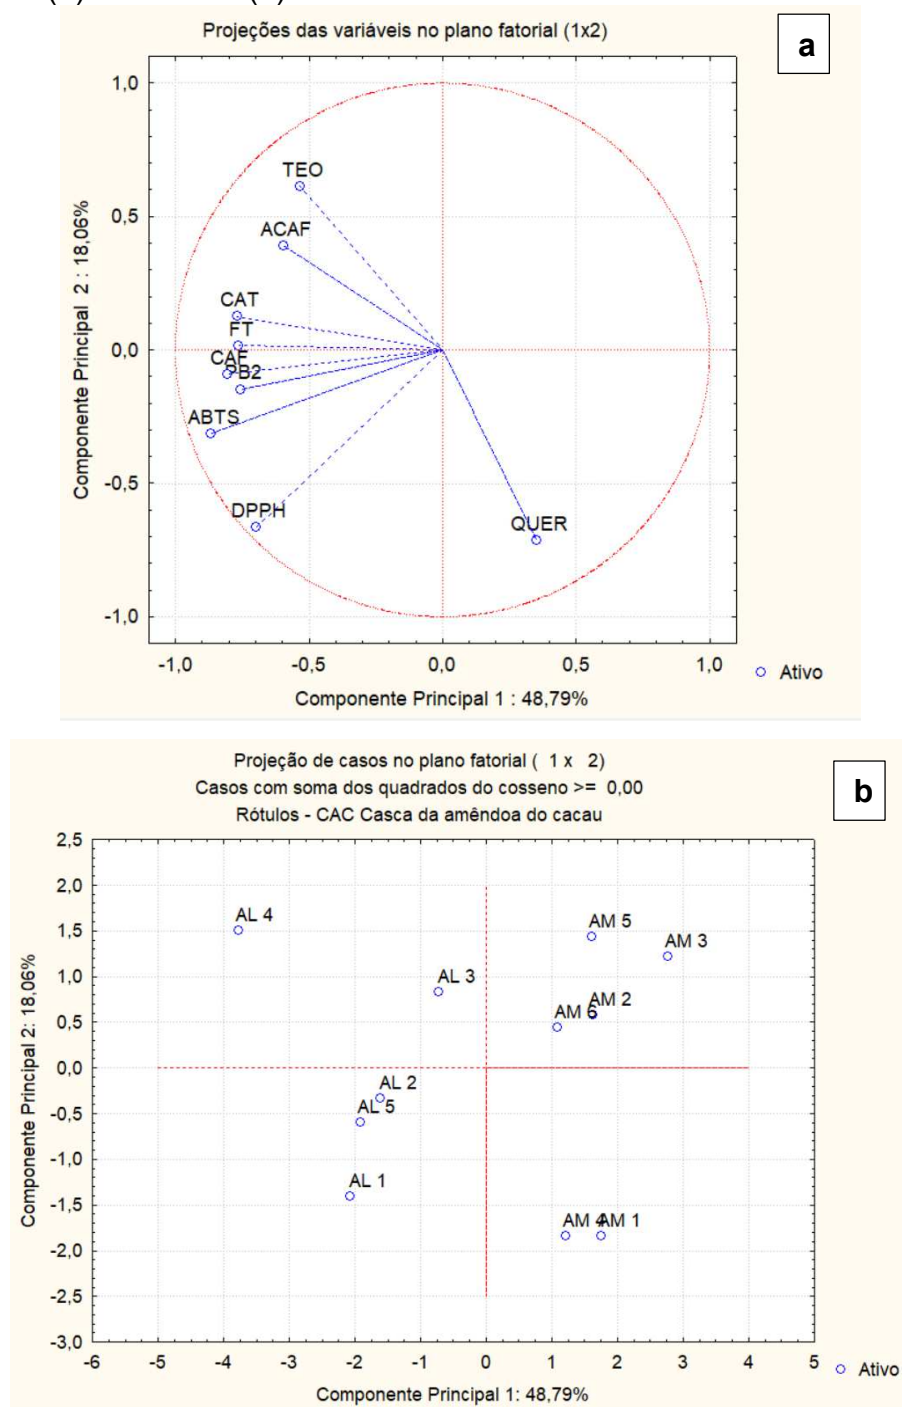 Projeções das variáveis no plano fatorial (1x2)
a
1,0
TEO
0,5
ACAF
CAT
FT
0,0
CAF
PB2
ABTS
-0,5
DPPH
QUER
-1,0
-1,0 -0,5 0,0 0,5 1,0
Ativo
Componente Principal 2 : 18,06%
Componente Principal 1 : 48,79%
Projeção de casos no plano fatorial ( 1 x 2)
Casos com soma dos quadrados do cosseno >= 0,00
Rótulos - CAC Casca da amêndoa do cacau
b
2,5
2,0
AL 4
AM 5
1,5
AM 3
1,0
AL 3
AM 2
0,5
AM 6
0,0
AL 2
-0,5
AL 5
-1,0
AL 1
-1,5
AM 4
AM 1
-2,0
-2,5
-3,0
-6 -5 -4 -3 -2 -1 0 1 2 3 4 5
Ativo
Componente Principal 2: 18,06%
Componente Principal 1: 48,79%